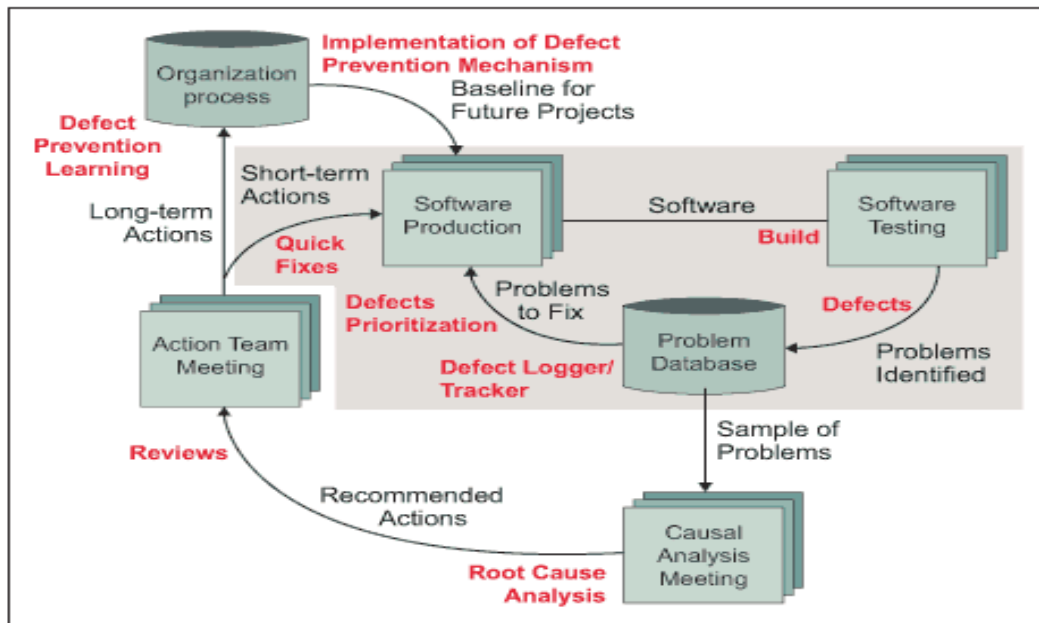 Organization
process
Implementation of Defect
Prevention Mechanism
Baseline for
Future Projects
Defect
Prevention
Learning
Long-term
Actions
Short-term
Actions
Quick
Fixes
Software
Production
Software
Build
Software
Testing
Defects
Prioritization
Problems
to Fix
Defect Logger/
Tracker
Problem
Database
Defects
Problems
Identified
Action Team
Meeting
Sample of
Problems
Reviews
Recommended
Actions
Root Cause
Analysis
Causal
Analysis
Meeting